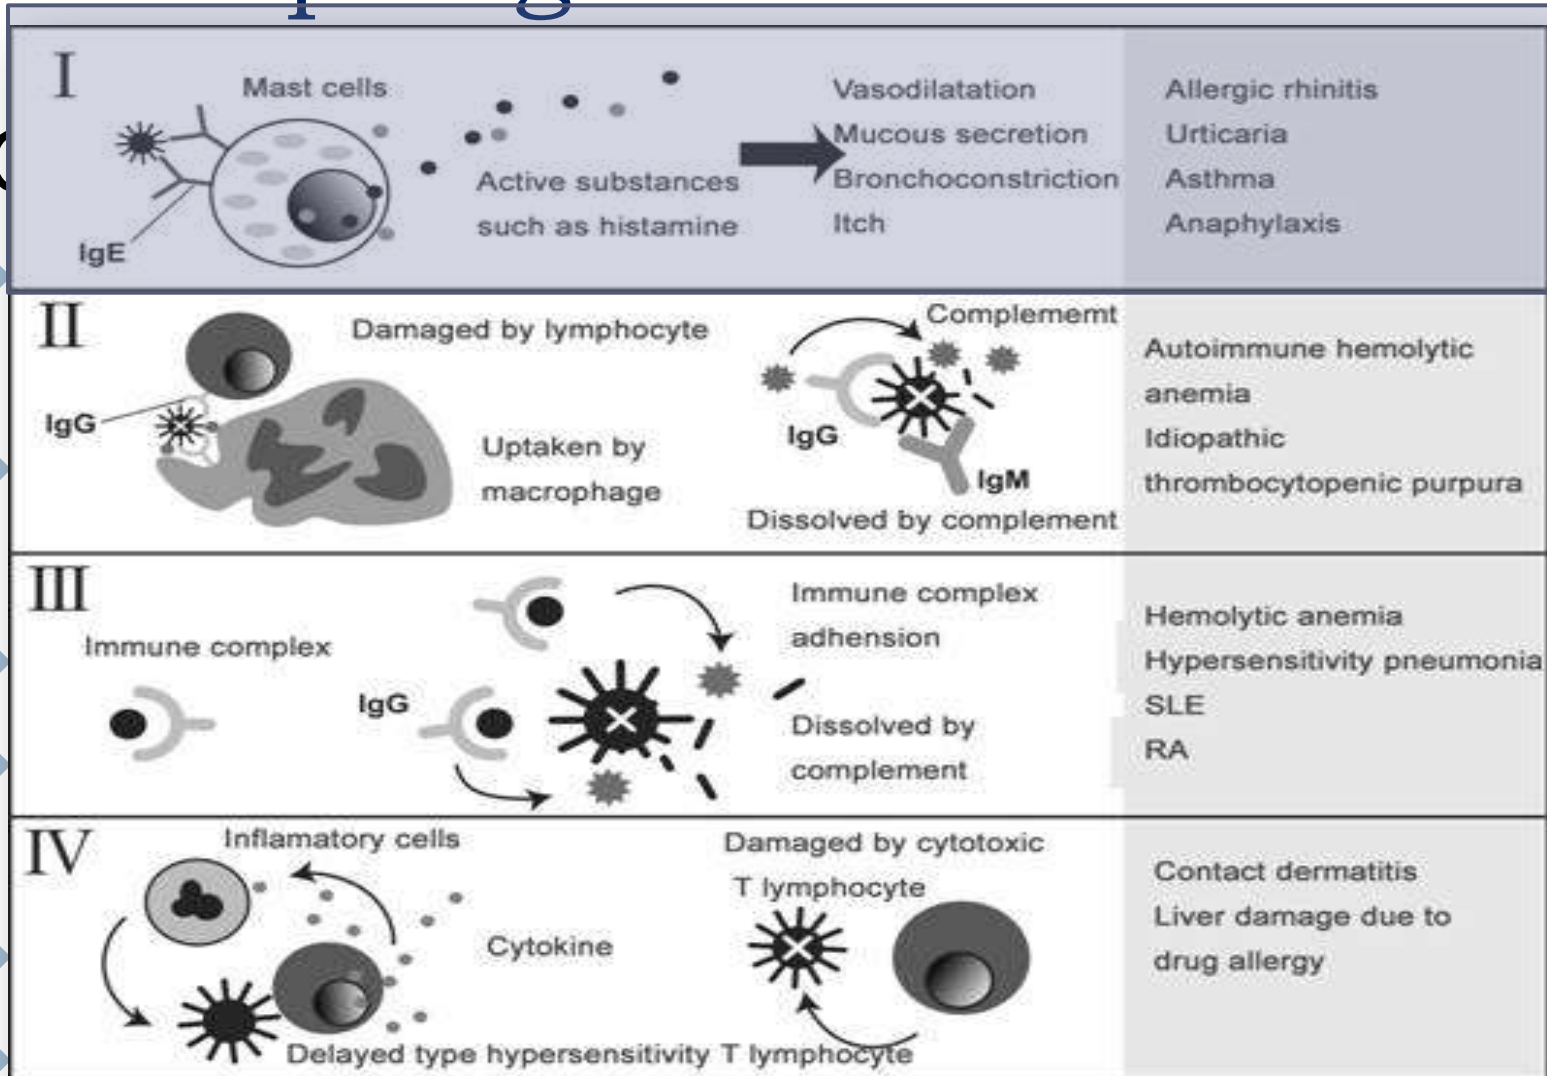 I
Mast cells
IgE
Active substances
such as histamine
Vasodilatation
Mucous secretion
Bronchoconstriction
Itch
Allergic rhinitis
Urticaria
Asthma
Anaphylaxis
II
Damaged by lymphocyte
IgG
Uptaken by
macrophage
Complememt
IgG
IgM
Dissolved by complement
Autoimmune hemolytic
anemia
Idiopathic
thrombocytopenic purpura
III
Immune complex
IgG
Immune complex
adhension
Dissolved by
complement
Hemolytic anemia
Hypersensitivity pneumonia
SLE
RA
IV
Inflamatory cells
Cytokine
Delayed type hypersensitivity T lymphocyte
Damaged by cytotoxic
T lymphocyte
Contact dermatitis
Liver damage due to
drug allergy